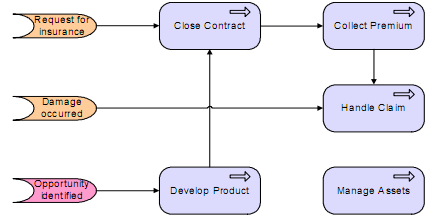 Request for
insurance
Close Contract
Collect Premium
Damage
occurred
Handle Claim
Opportunity
Identified
Develop Product
Manage Assets